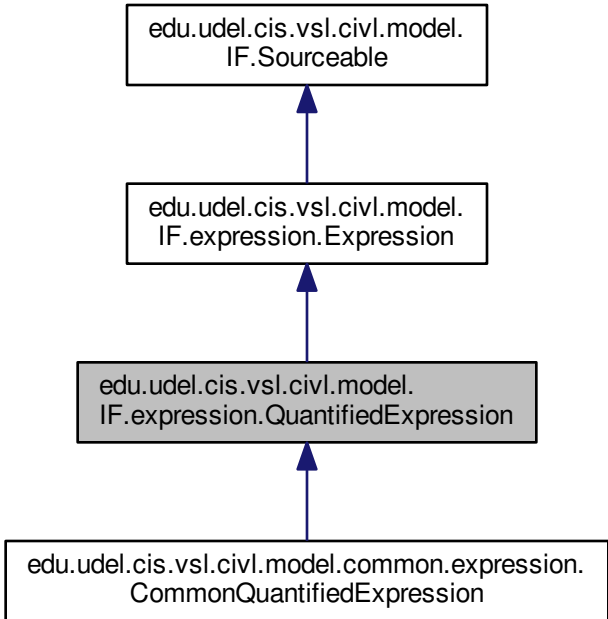 edu.udel.cis.vsl.civl.model.
IF.Sourceable
edu.udel.cis.vsl.civl.model.
IF.expression.Expression
edu.udel.cis.vsl.civl.model.
IF.expression.QuantifiedExpression
edu.udel.cis.vsl.civl.model.common.expression.
CommonQuantifiedExpression